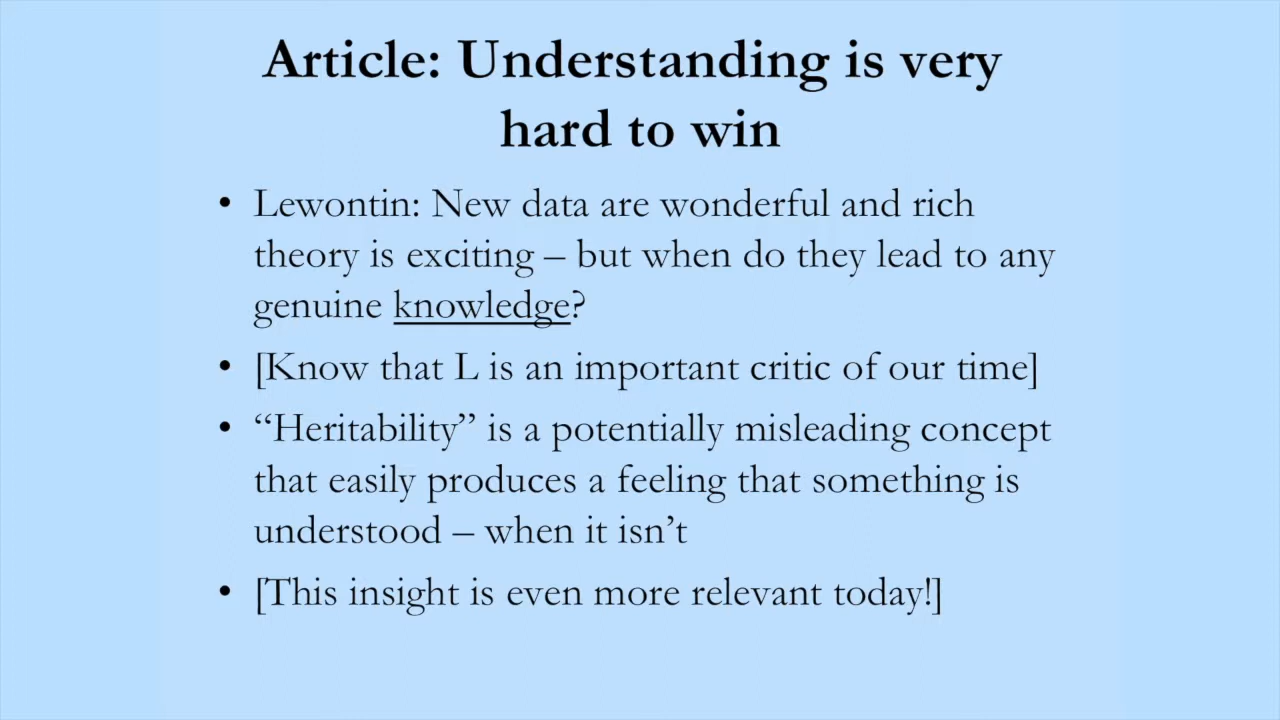 Article: Understanding is very
hard to win
• Lewontin: New data are wonderful and rich
theory is exciting – but when do they lead to any
genuine knowledge?
• [Know that L is an important critic of our time]
• “Heritability” is a potentially misleading concept
that easily produces a feeling that something is
understood – when it isn’t
• [This insight is even more relevant today!]